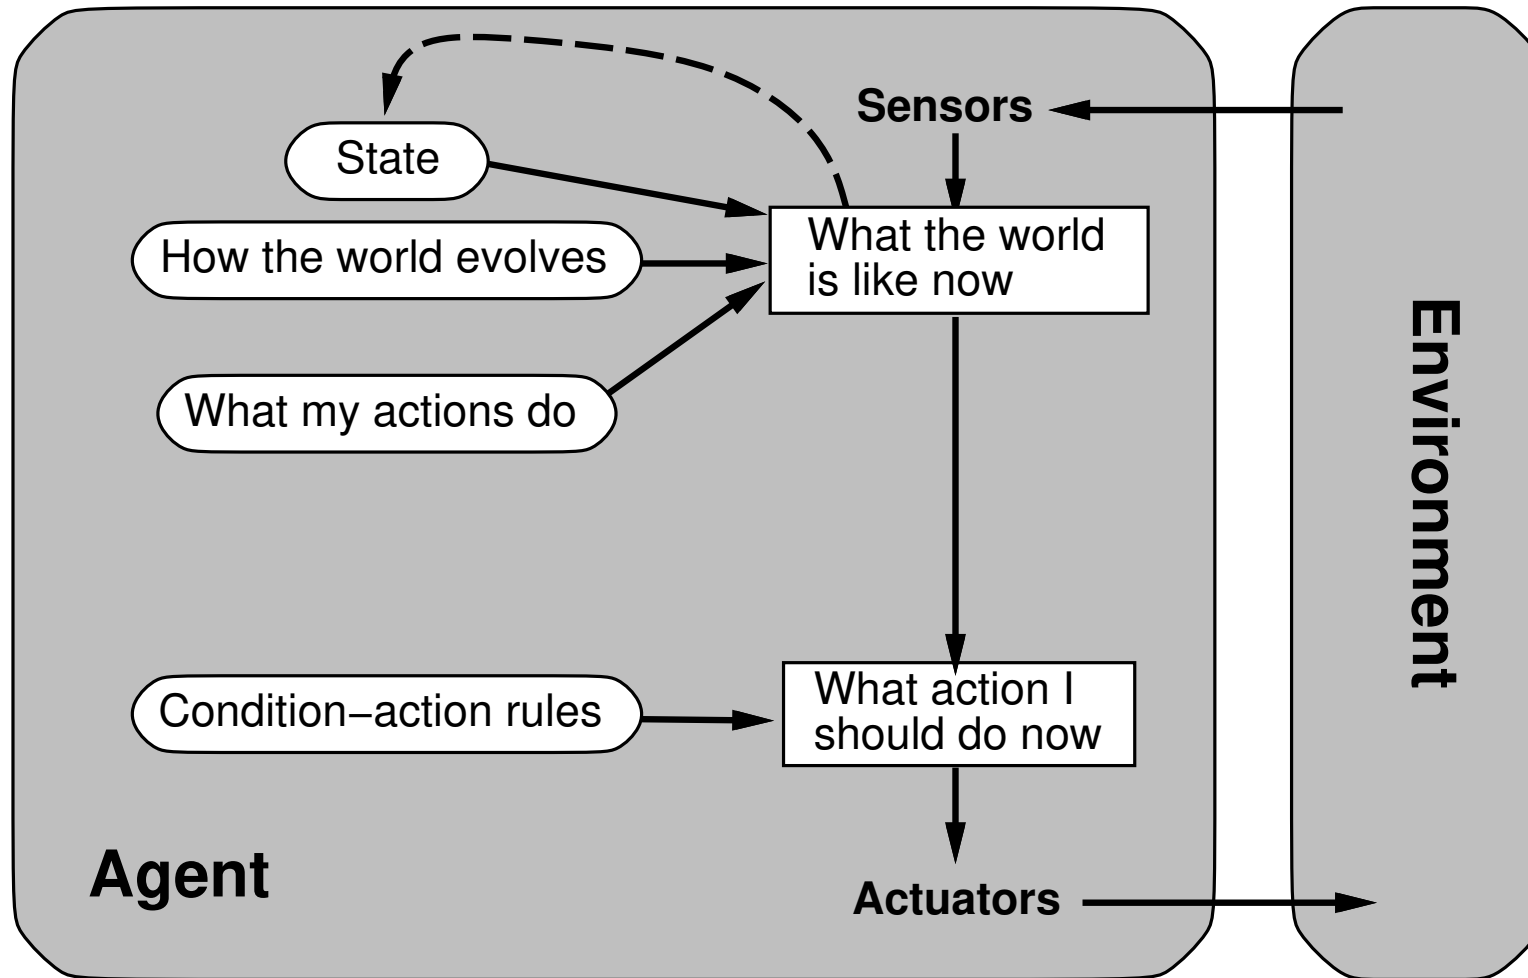 Sensors
State
What the world
is like now
How the world evolves
What my actions do
Environment
Condition−action rules
What action I
should do now
Agent
Actuators